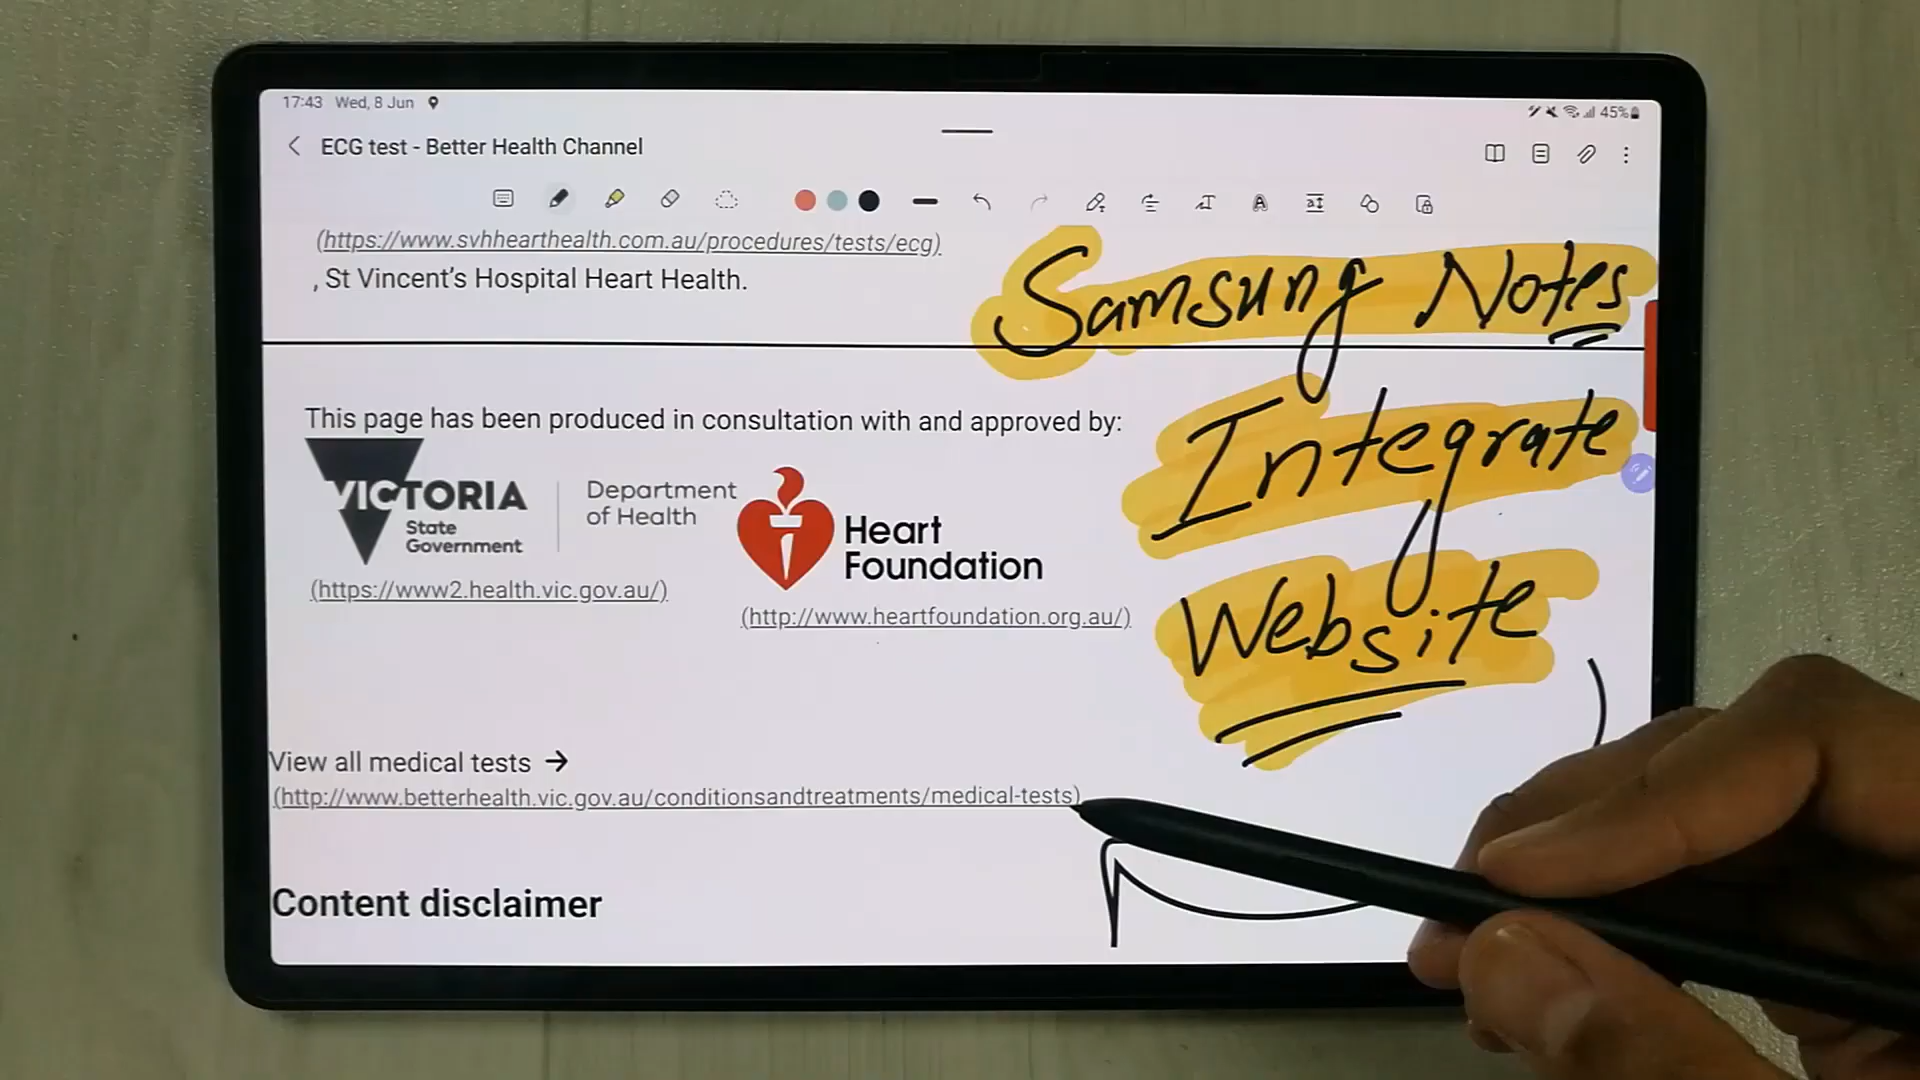 17:43 Wed, 8 Jun
45%
ECG test - Better Health Channel
(https://www.svhhearthealth.com.au/procedures/tests/ecg)
, St Vincent’s Hospital Heart Health.
Samsung Notes
Integrate
Website
This page has been produced in consultation with and approved by:
VICTORIA
State
Government
Department
of Health
(https://www2.health.vic.gov.au/)
Heart
Foundation
(http://www.heartfoundation.org.au/)
View all medical tests →
(http://www.betterhealth.vic.gov.au/conditionsandtreatments/medical-tests)
Content disclaimer